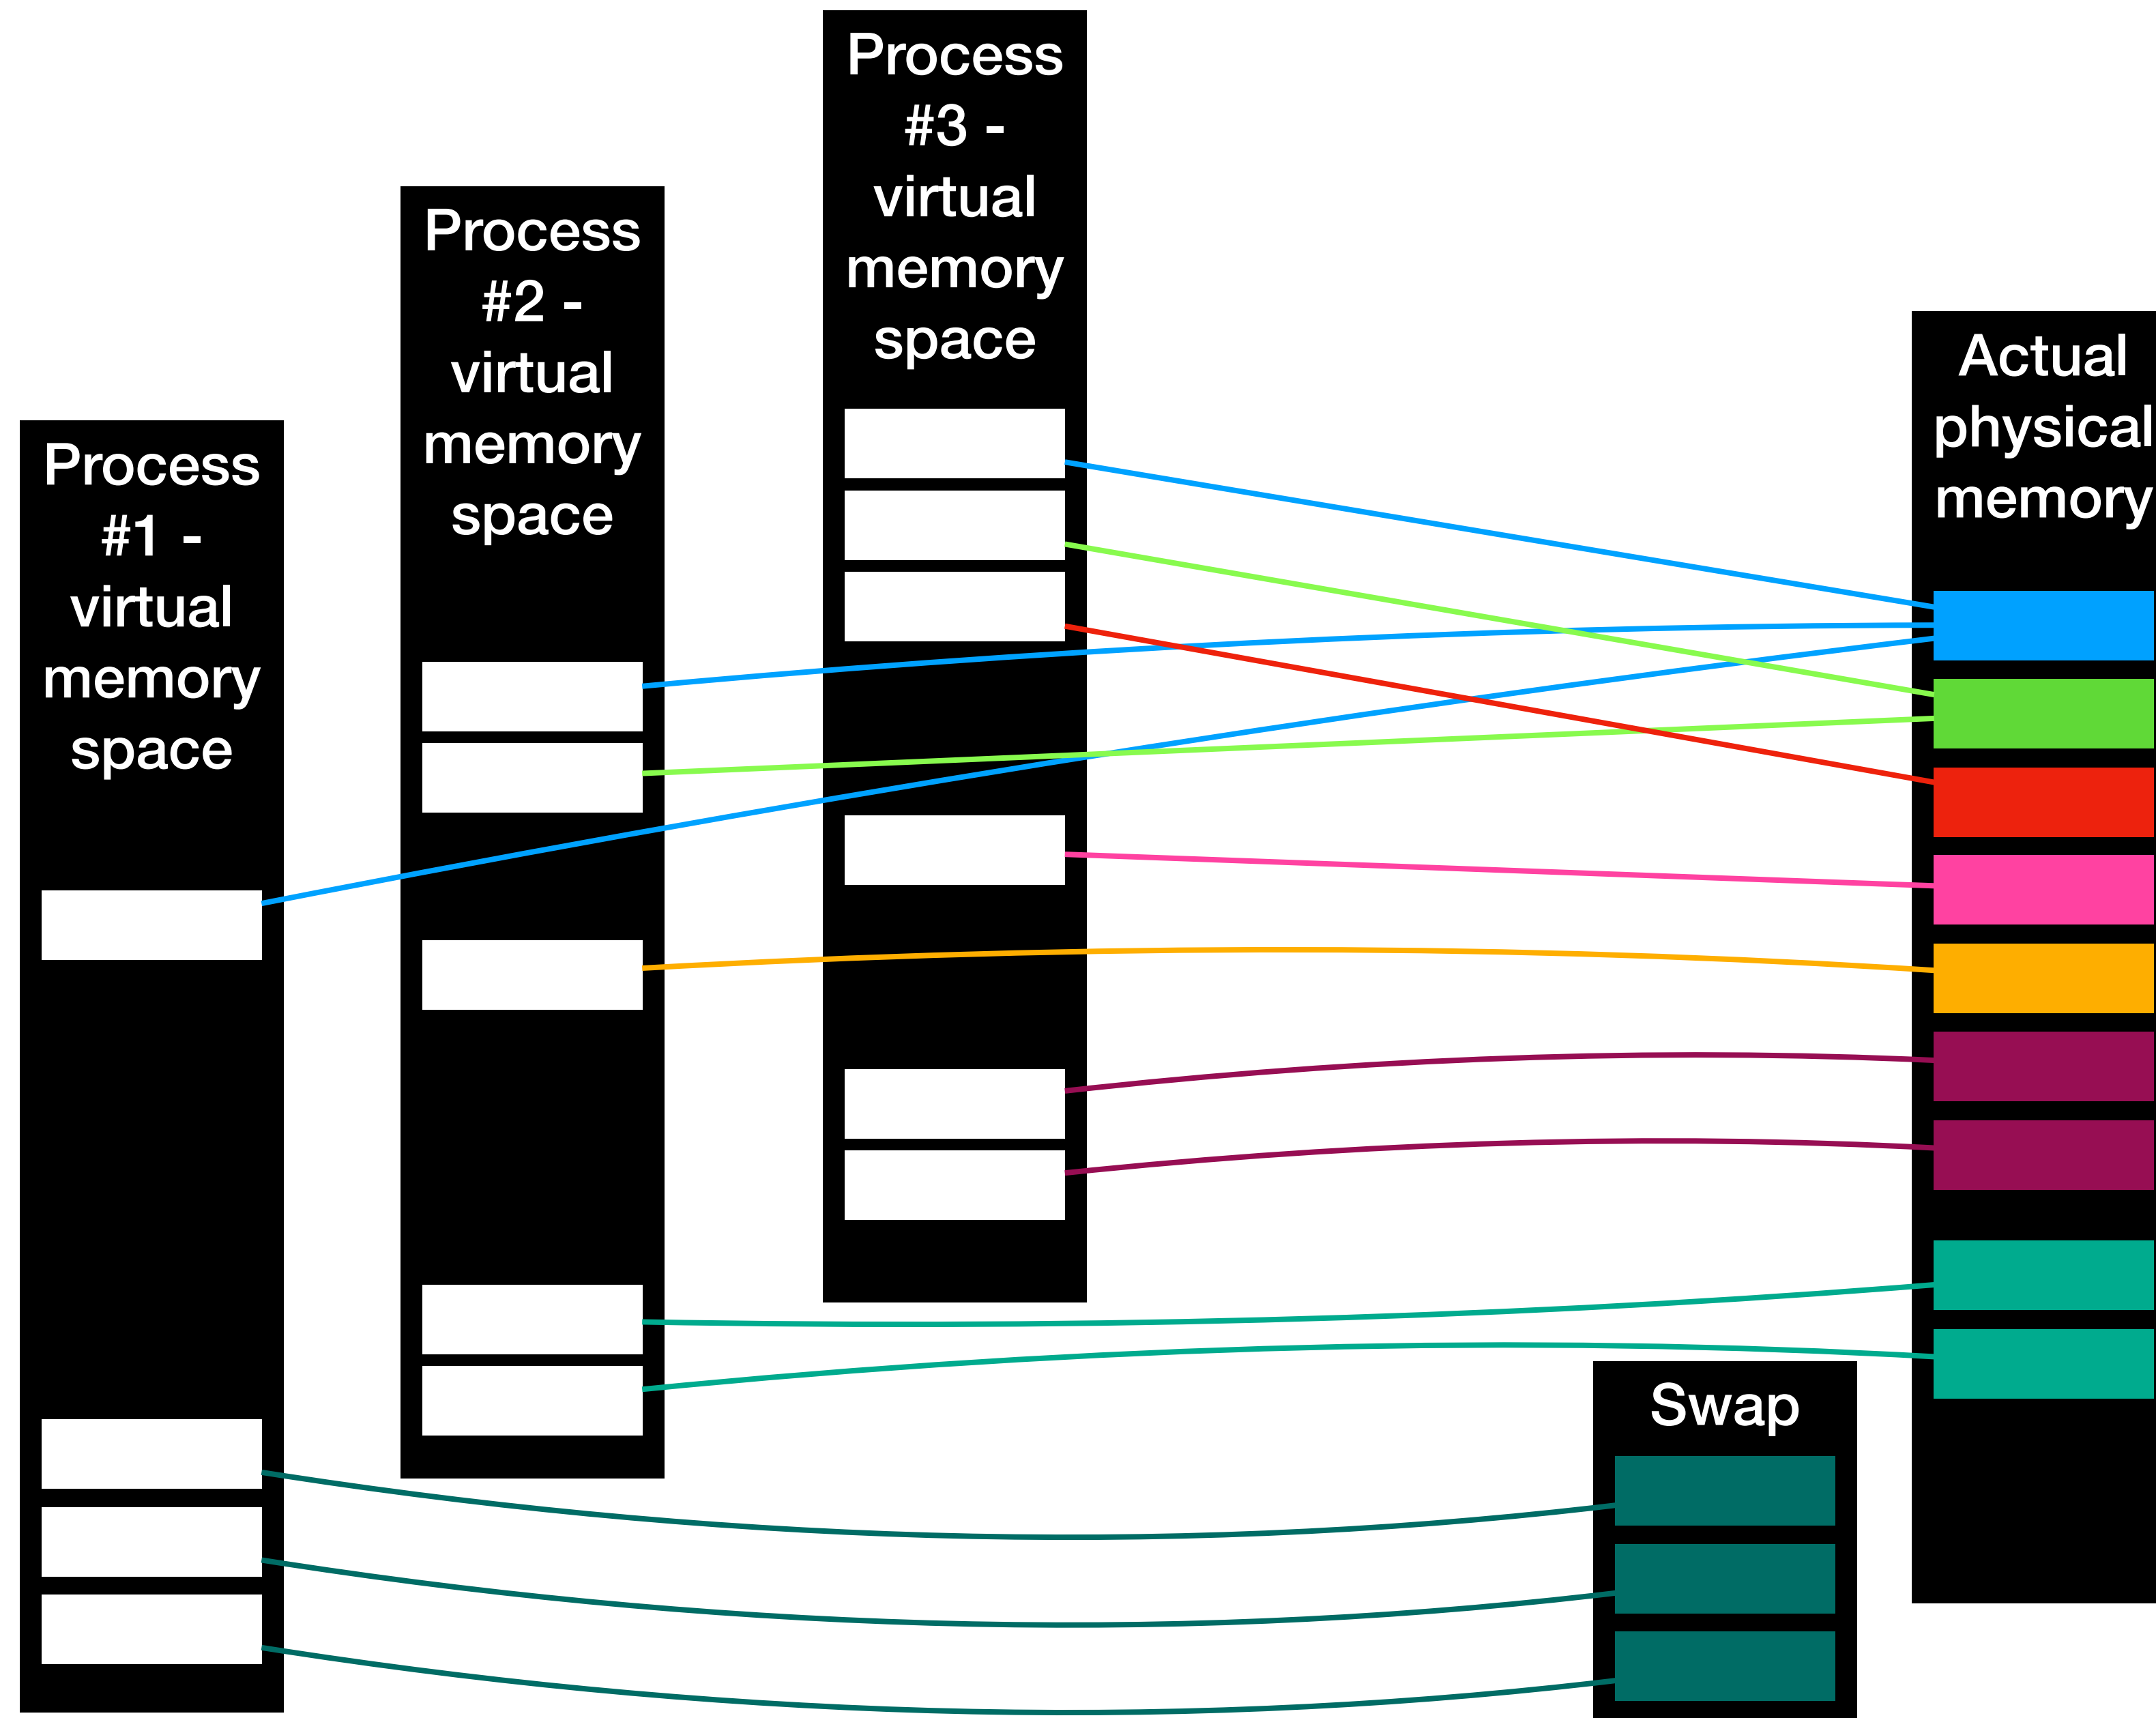 Process
#1 -
virtual
memory
space
Process
#2 -
virtual
memory
space
Process
#3 -
virtual
memory
space
Actual
physical
memory
Swap